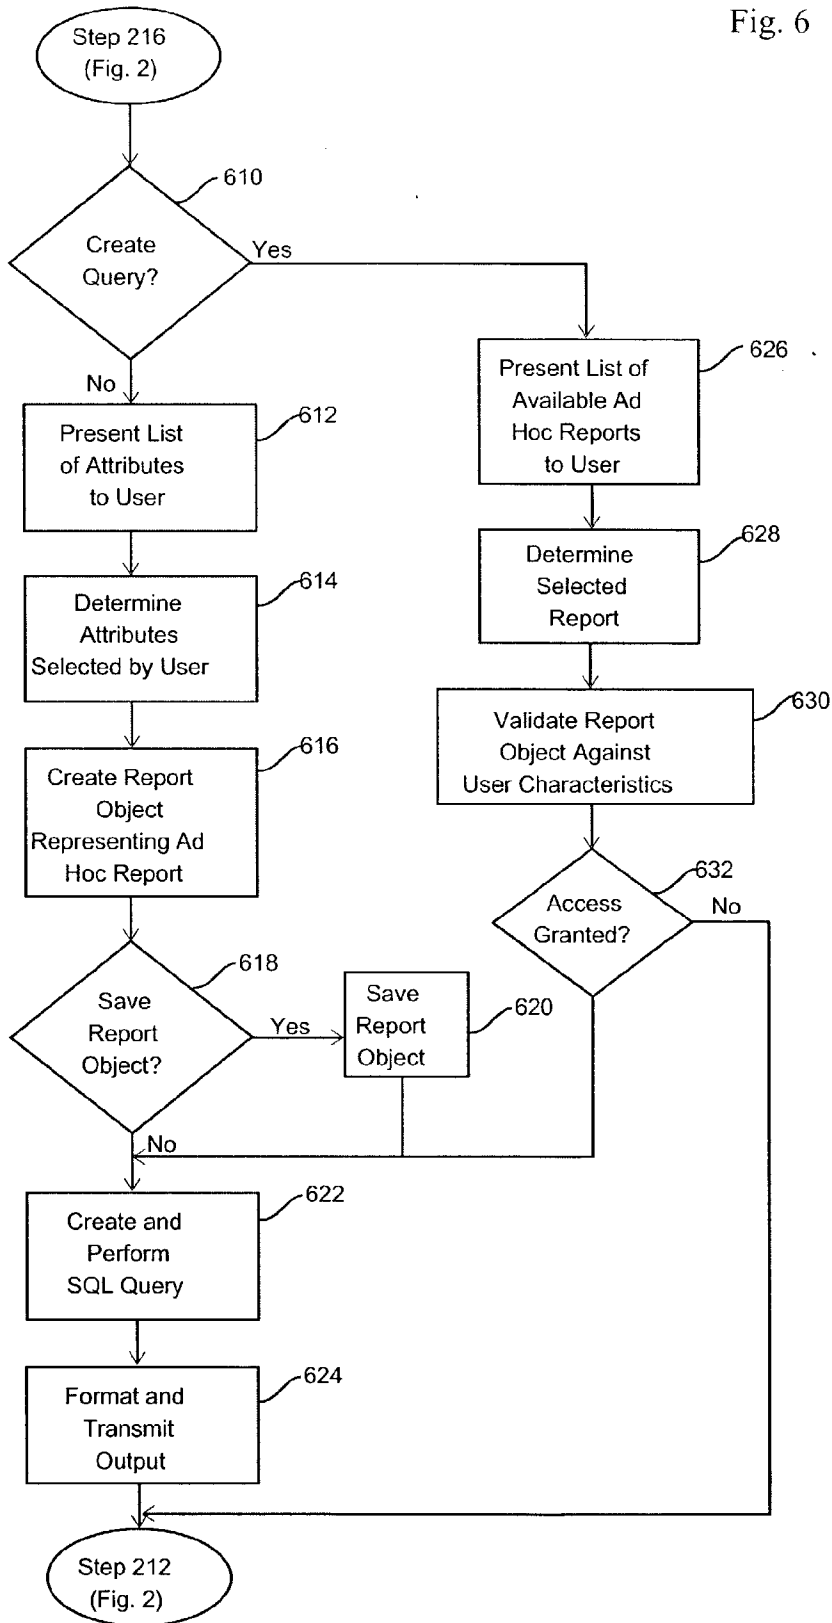 Fig. 6
Step 216
(Fig. 2)
610
Create
Query?
Yes
No
612
Present List
of Attributes
to User
614
Determine
Attributes
Selected by User
616
Create Report
Object
Representing Ad
Hoc Report
618
Save
Report
Object?
Yes
No
620
Save
Report
Object
622
Create and
Perform
SQL Query
624
Format and
Transmit
Output
626
Present List of
Available Ad
Hoc Reports
to User
628
Determine
Selected
Report
630
Validate Report
Object Against
User Characteristics
632
Access
Granted?
No
Step 212
(Fig. 2)